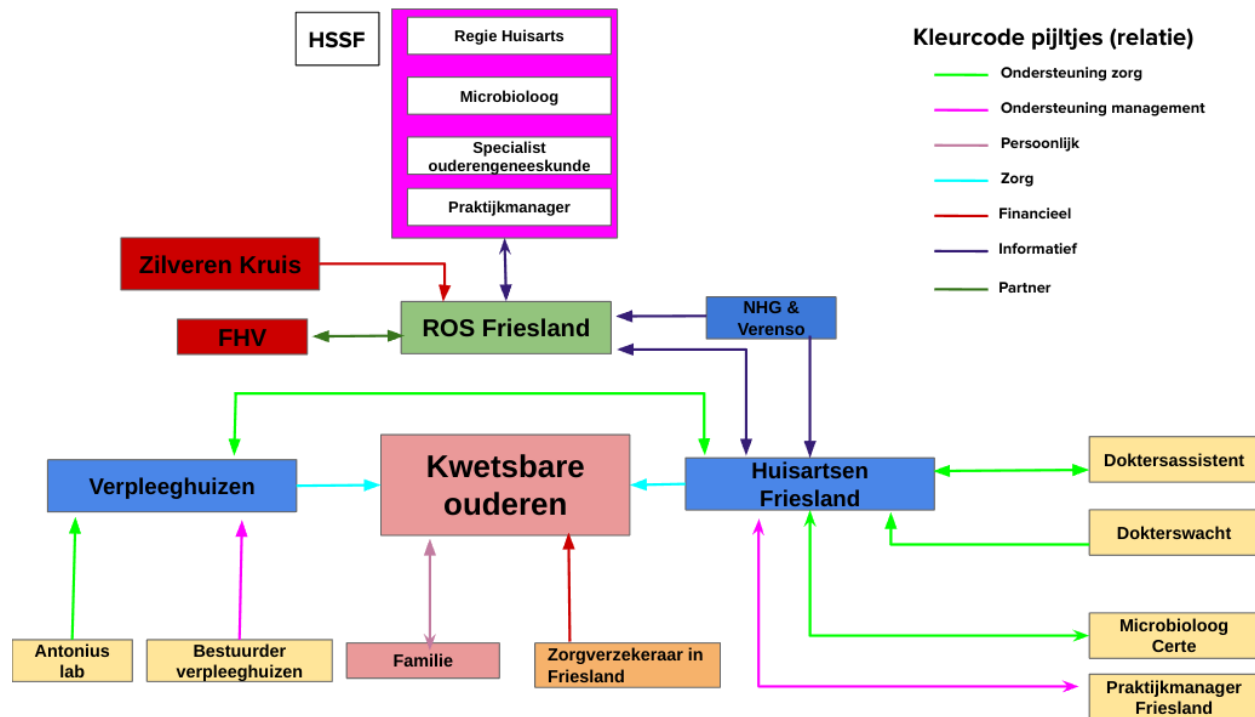 HSSF
Regie Huisarts
Microbioloog
Specialist
ouderengeneeskunde
Praktijkmanager
Kleurcode pijltjes (relatie)
Ondersteuning zorg
Ondersteuning management
Persoonlijk
Zorg
Financieel
Informatief
Partner
Zilveren Kruis
FHV
ROS Friesland
NHG &
Verenso
Verpleeghuizen
Kwetsbare
ouderen
Huisartsen
Friesland
Doktersassistent
Dokterswacht
Microbioloog
Certe
Praktijkmanager
Friesland
Antonius
lab
Bestuurder
verpleeghuizen
Familie
Zorgverzekeraar in
Friesland